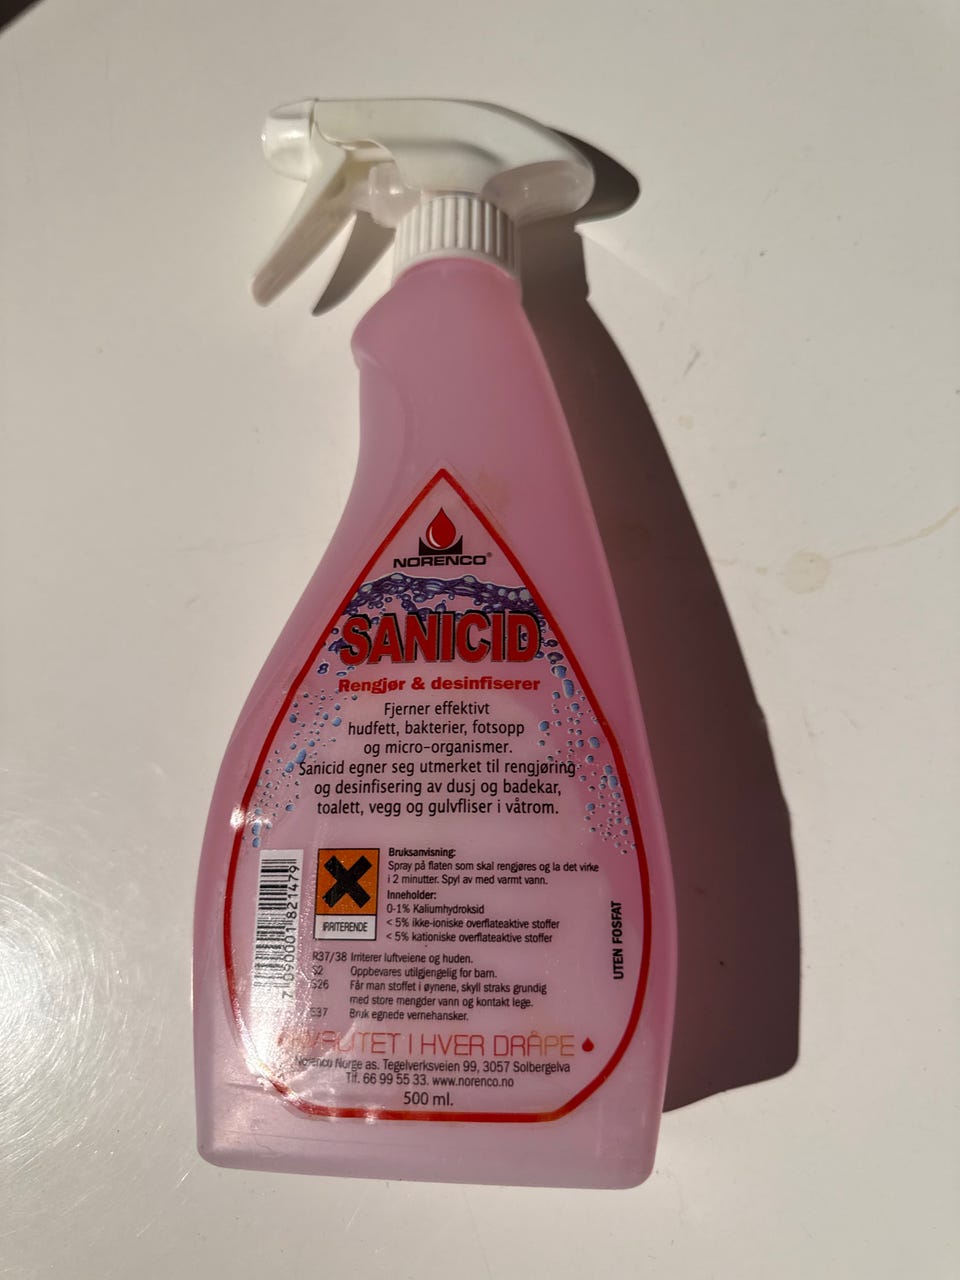 NORENCO®
SANICID
Rengjør & desinfiserer
Fjerner effektivt
hudfett, bakterier, fotsopp
og micro-organismer.
Sanicid egner seg utmerket til rengjøring
og desinfisering av dusj og badekar,
toalett, vegg og gulvfliser i våtrom.
7 090001 821479
IRRITERENDE
Bruksanvisning:
Spray på flaten som skal rengjøres og la det virke
i 2 minutter. Spyl av med varmt vann.
Inneholder:
0-1% Kaliumhydroksid
< 5% ikke-ioniske overflateaktive stoffer
< 5% kationiske overflateaktive stoffer
UTEN FOSFAT
R37/38 Irriterer luftveiene og huden.
S2 Oppbevares utilgjengelig for barn.
S26 Får man stoffet i øynene, skyll straks grundig
med store mengder vann og kontakt lege.
S37 Bruk egnede vernehansker.
KVALITET I HVER DRÅPE
Norenco Norge as. Tegelverksveien 99, 3057 Solbergelva
Tlf. 66 99 55 33. www.norenco.no
500 ml.